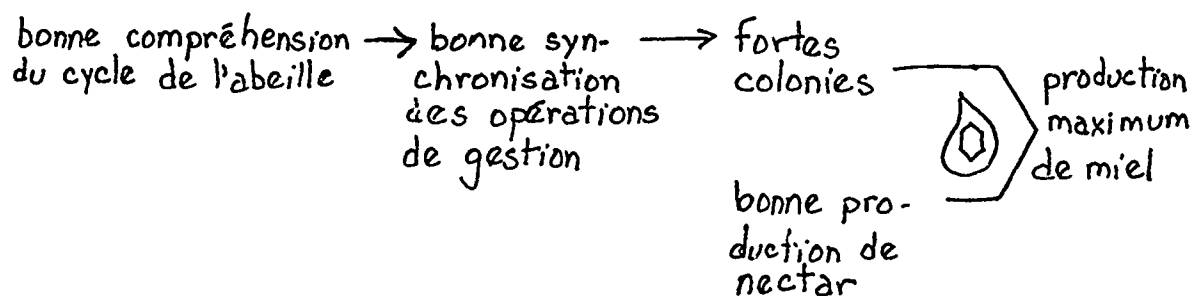 bonne compréhension
du cycle de l'abeille
bonne syn-
chronisation
des opérations
de gestion
fortes
colonies
bonne pro-
duction de
nectar
production
maximum
de miel